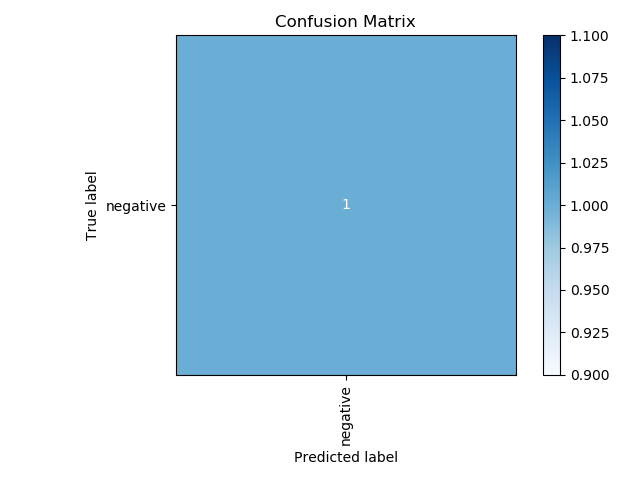 Confusion Matrix
True label
negative
1
negative
Predicted label
1.100
1.075
1.050
1.025
1.000
0.975
0.950
0.925
0.900